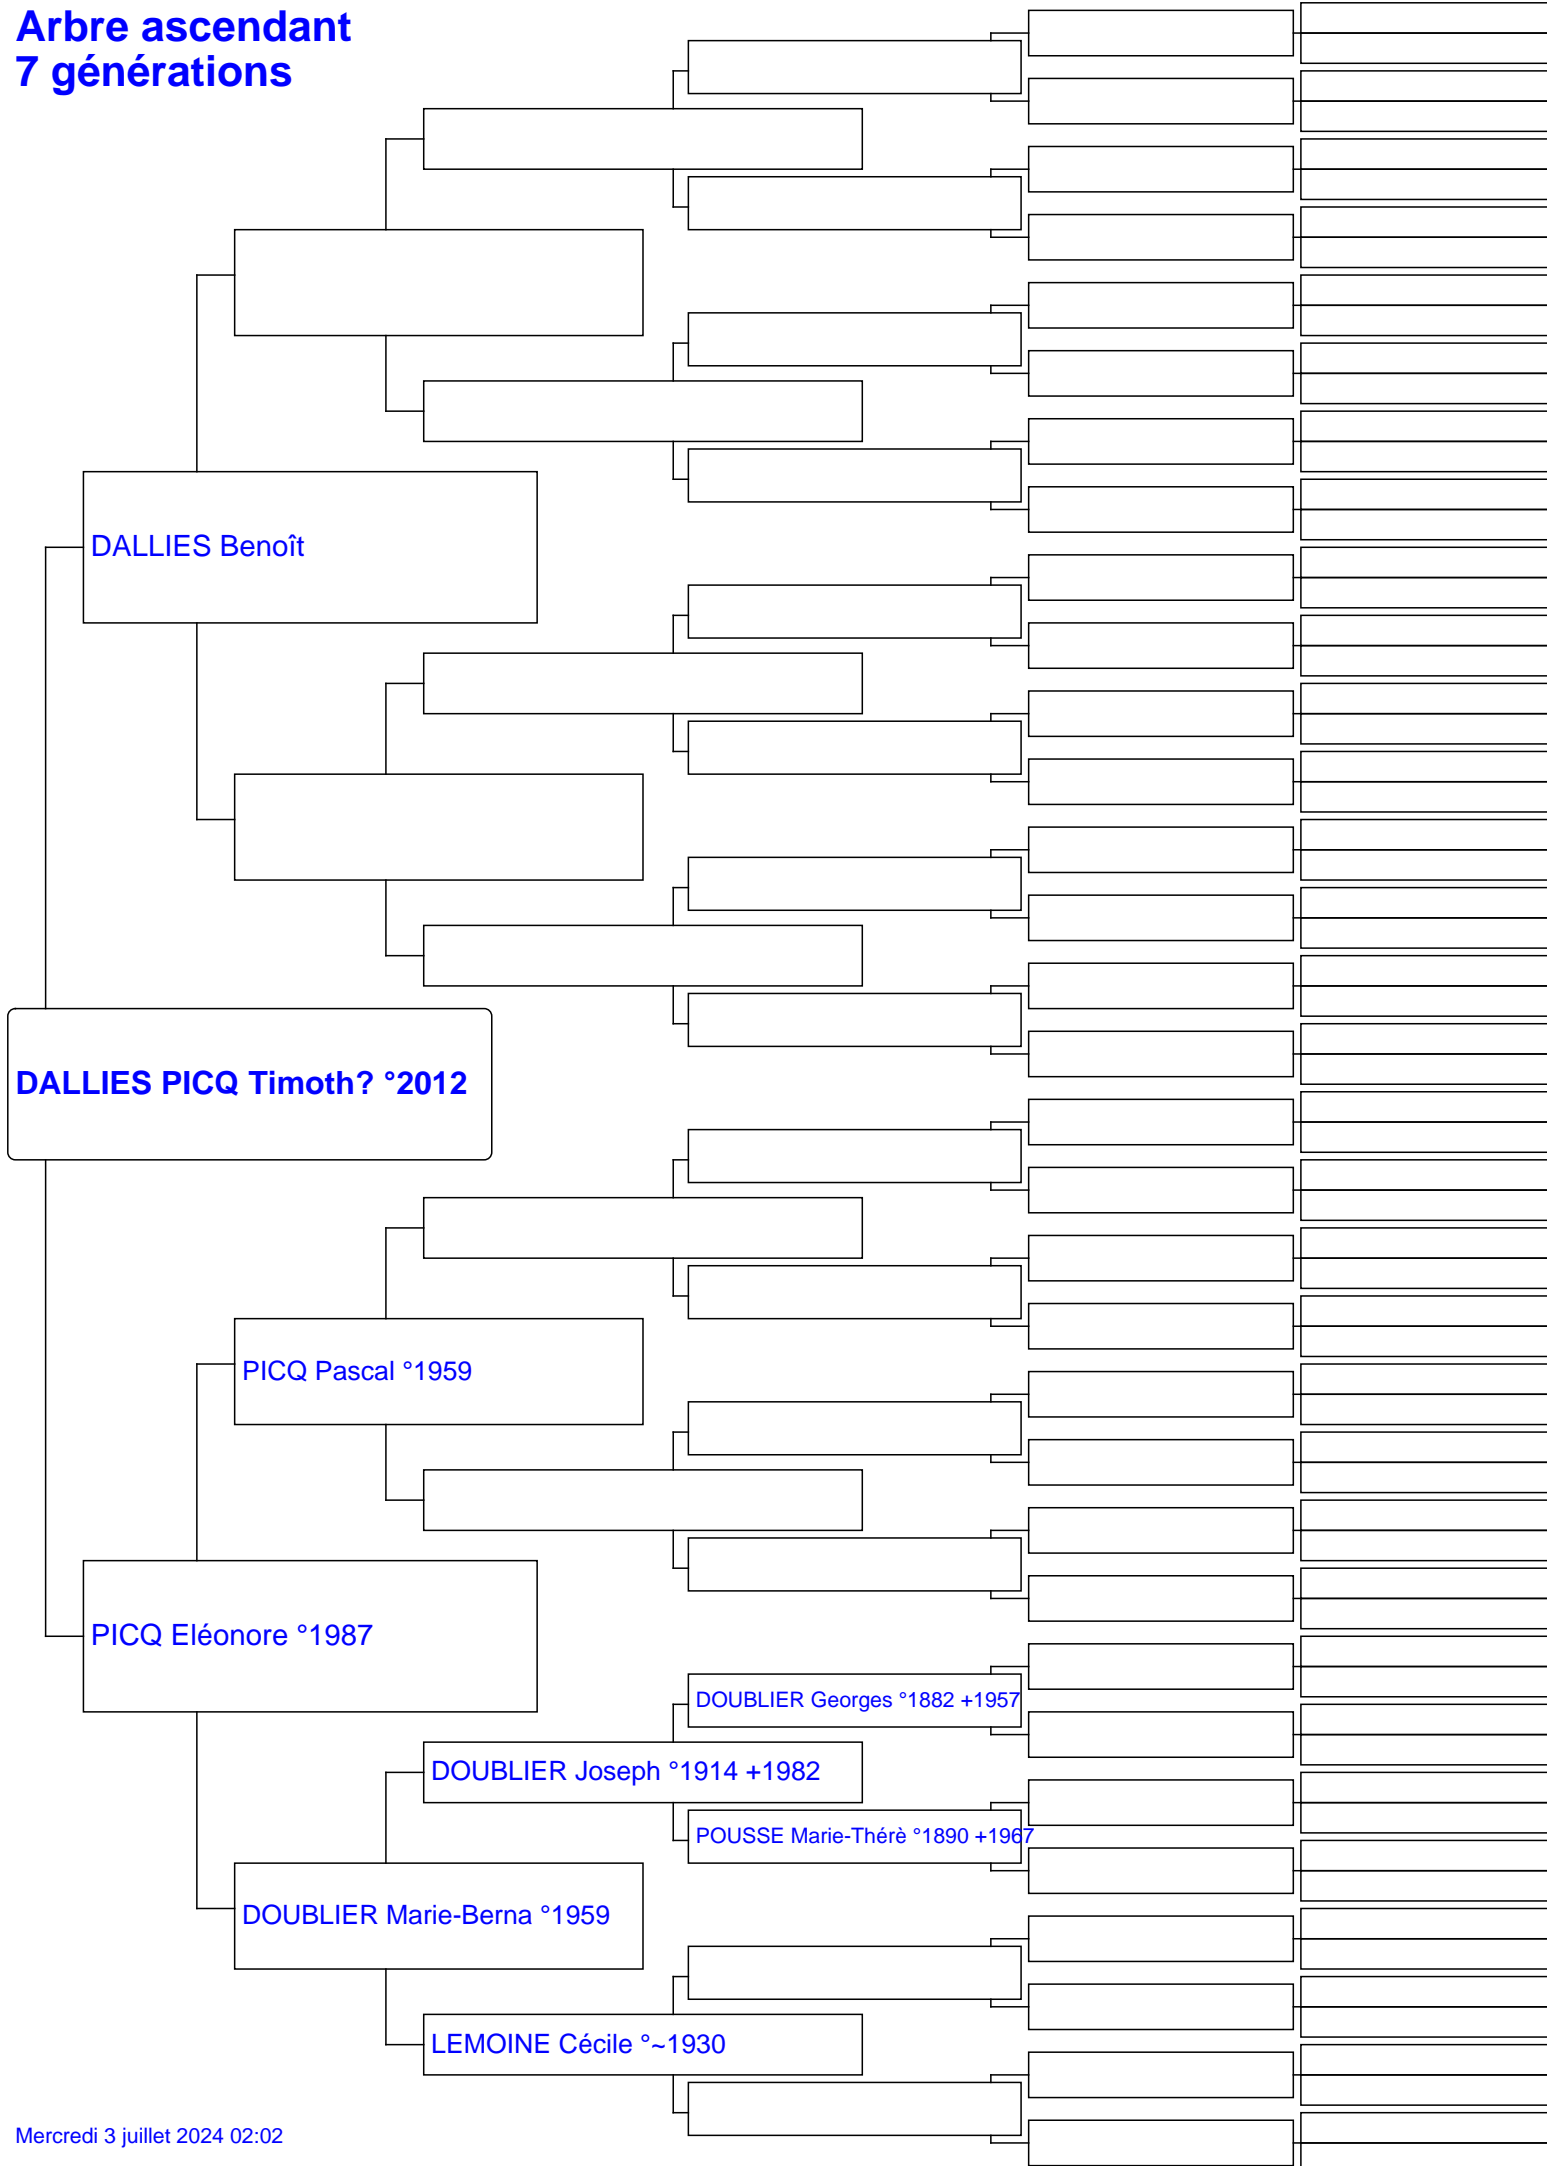 Arbre ascendant
7 générations
DALLIES Benoît
DALLIES PICQ Timoth? °2012
PICQ Pascal °1959
PICQ Eléonore °1987
DOUBLIER Georges °1882 +1957
DOUBLIER Joseph °1914 +1982
POUSSE Marie-Thérè °1890 +1967
DOUBLIER Marie-Berna °1959
LEMOINE Cécile °~1930
Mercredi 3 juillet 2024 02:02